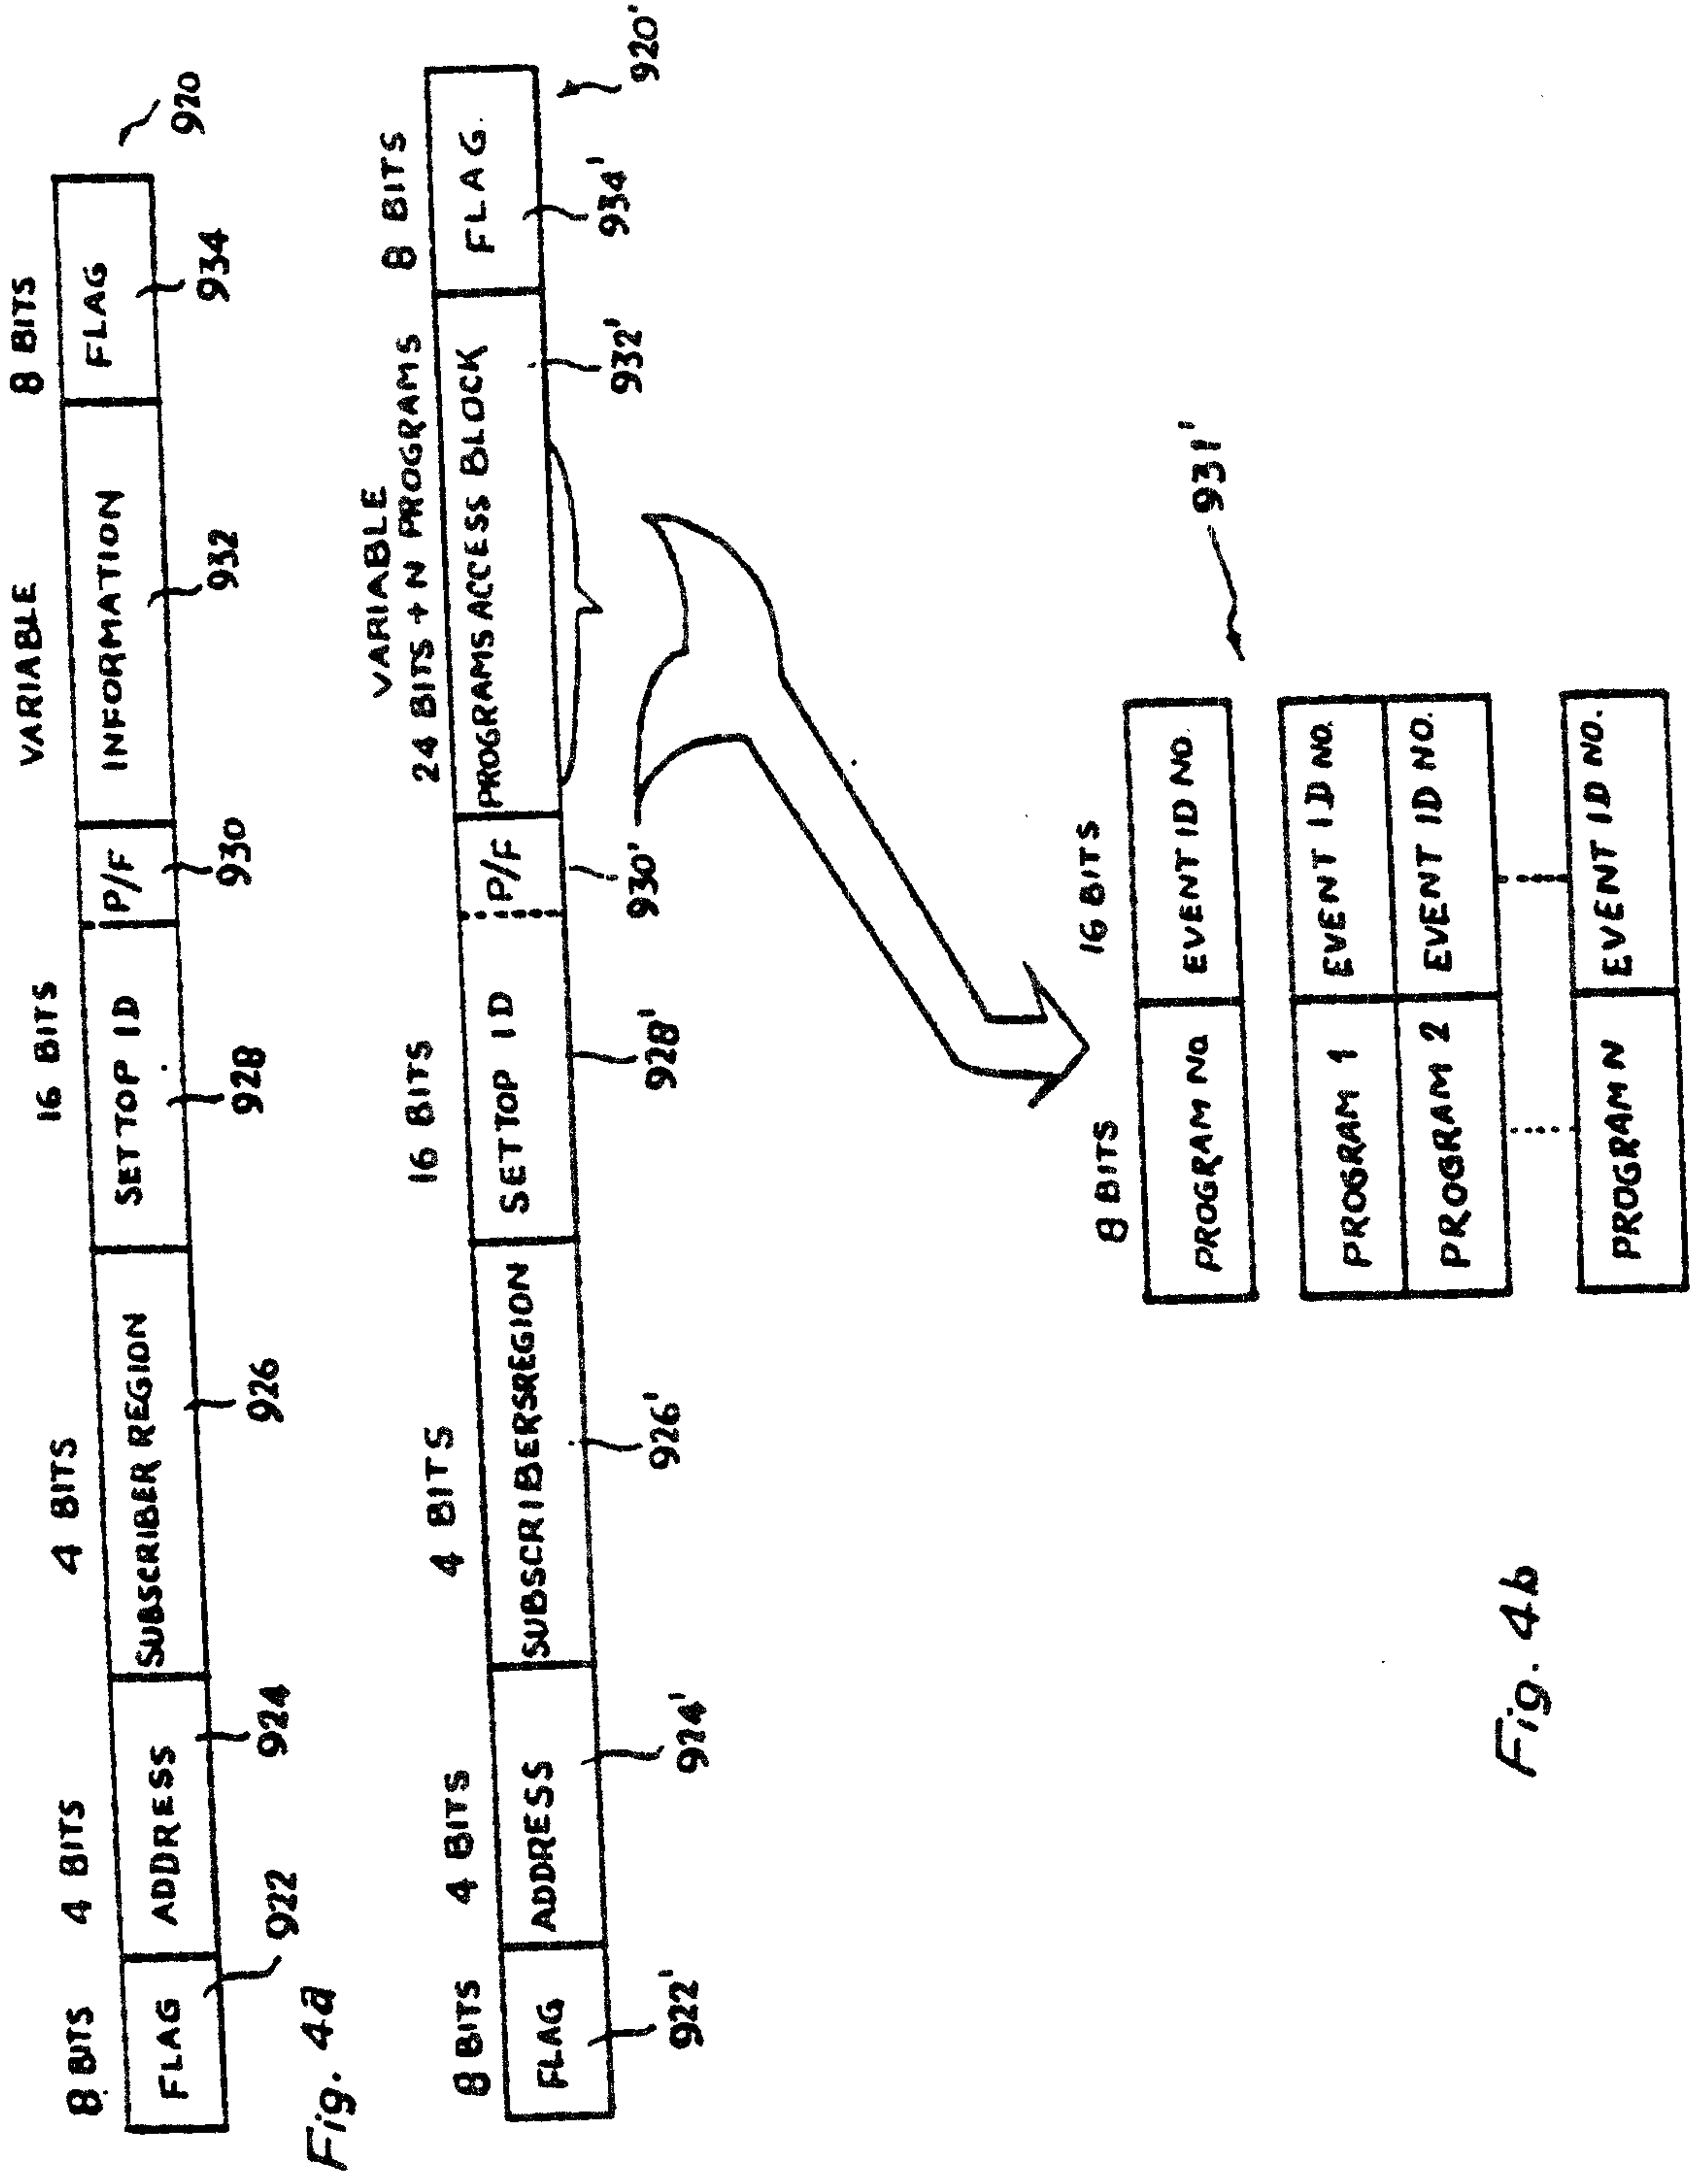 8 BITS 4 BITS 4 BITS 16 BITS VARIABLE 8 BITS
FLAG ADDRESS SUBSCRIBER REGION SETTOP ID P/F INFORMATION FLAG
922 924 926 928 930 932 934 920
Fig. 4a
VARIABLE
8 BITS 4 BITS 4 BITS 16 BITS 24 BITS + N PROGRAMS 8 BITS
FLAG ADDRESS SUBSCRIBERSREGION SETTOP ID P/F PROGRAMSACCESS BLOCK FLAG
922' 924' 926' 928' 930' 932' 934' 920'
8 BITS 16 BITS
PROGRAM No EVENT ID NO.
931'
PROGRAM 1 EVENT ID NO.
PROGRAM 2 EVENT ID NO.
PROGRAM N EVENT ID NO.
Fig. 4b